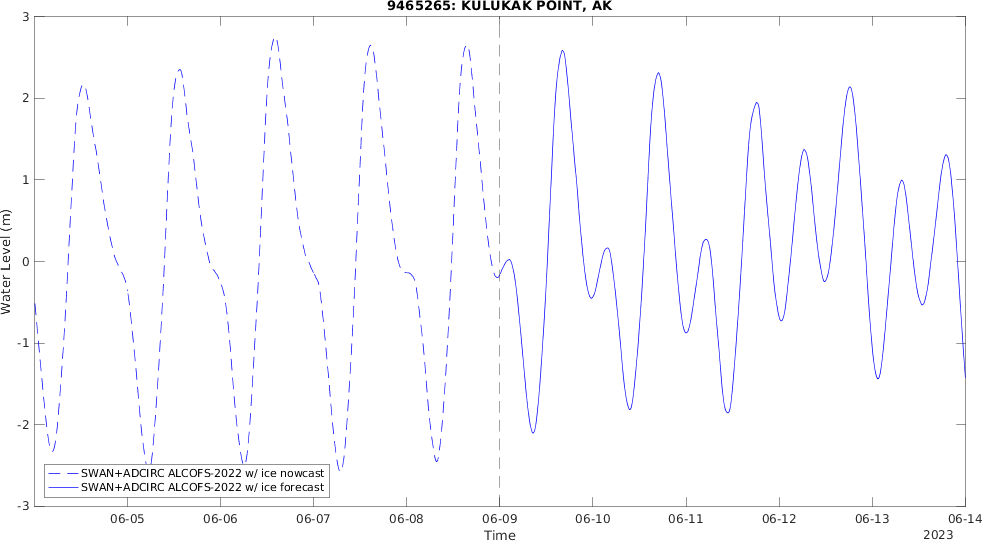 9465265: KULUKAK POINT, AK
Water Level (m)
3
2
1
0
-1
-2
-3
SWAN+ADCIRC ALCOFS-2022 w/ ice nowcast
SWAN+ADCIRC ALCOFS-2022 w/ ice forecast
06-05 06-06 06-07 06-08 06-09 06-10 06-11 06-12 06-13 06-14
Time
2023